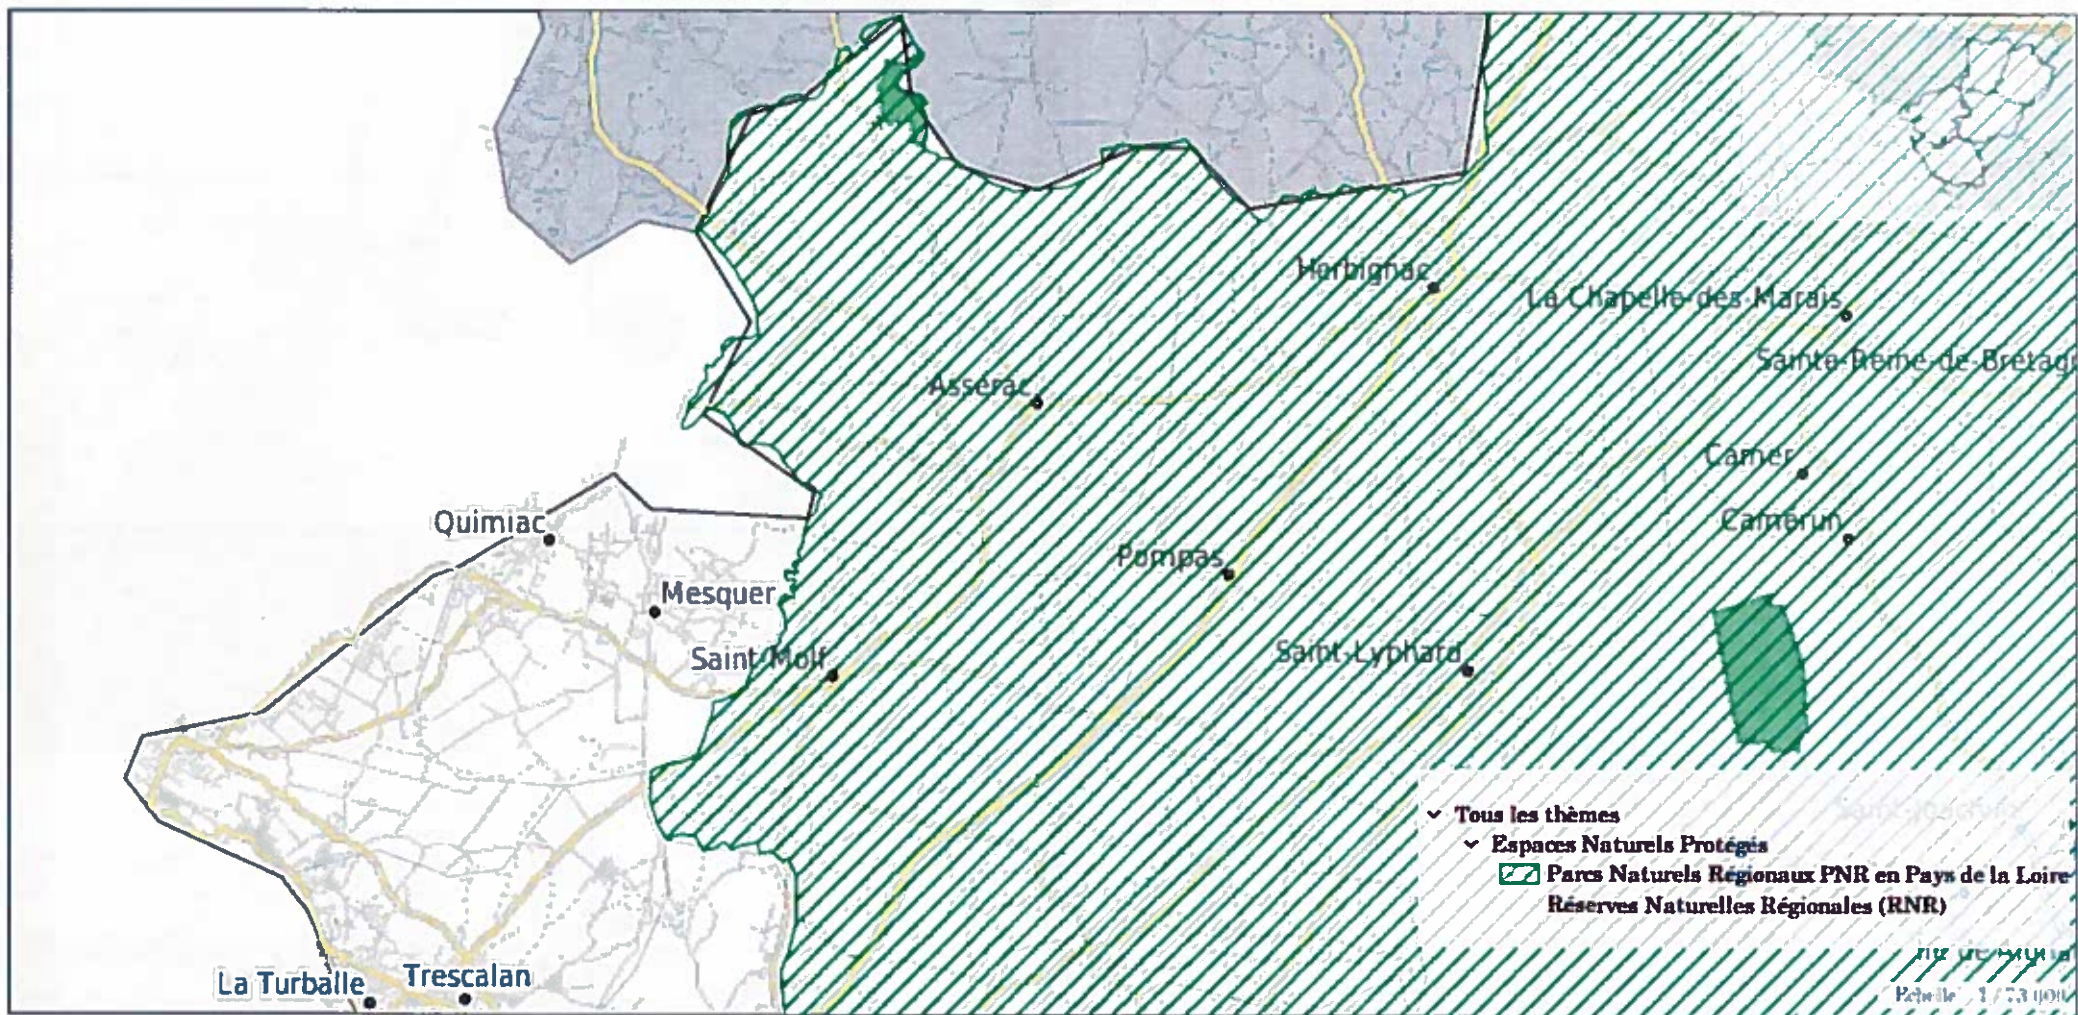 Herbignac
La Chapelle-des-Marais
Sainte-Reine-de-Bretagn
Assérac
Camer
Quimiac
Camerun
Pompas
Mesquer
Saint-Molf
Saint-Lyphard
Tous les thèmes
Espaces Naturels Protégés
Parcs Naturels Régionaux PNR en Pays de la Loire
Réserves Naturelles Régionales (RNR)
La Turballe
Trescalan
Echelle